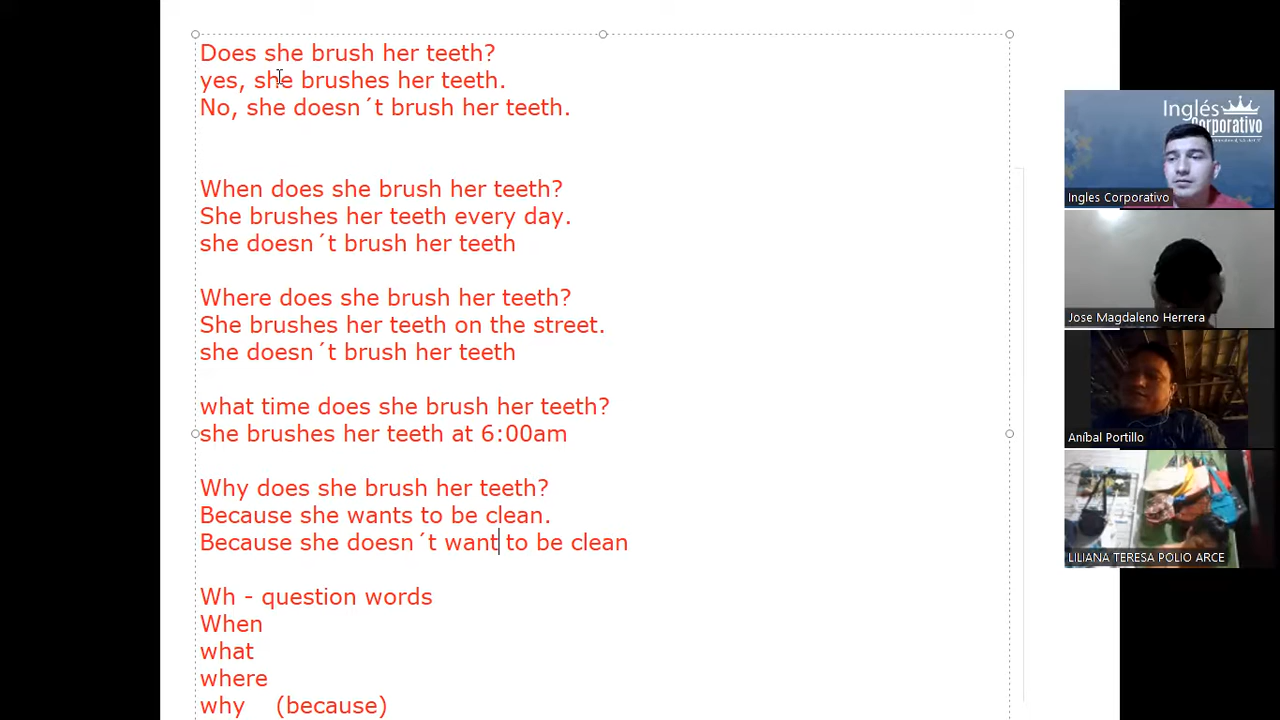 Does she brush her teeth?
yes, she brushes her teeth.
No, she doesn´t brush her teeth.
When does she brush her teeth?
She brushes her teeth every day.
she doesn´t brush her teeth
Where does she brush her teeth?
She brushes her teeth on the street.
she doesn´t brush her teeth
what time does she brush her teeth?
she brushes her teeth at 6:00am
Why does she brush her teeth?
Because she wants to be clean.
Because she doesn´t want to be clean
Wh - question words
When
what
where
why (because)
Inglés
Corporativo
Ingles Corporativo
Jose Magdaleno Herrera
Aníbal Portillo
LILIANA TERESA POLIO ARCE